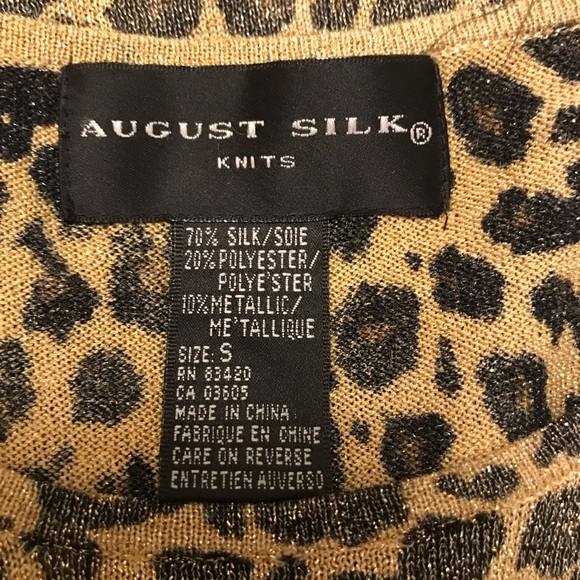 AUGUST SILK®
KNITS
70% SILK/SOIE
20% POLYESTER/
POLYE'STER
10% METALLIC/
ME'TALLIQUE
SIZE: S
RN 83420
CA 03605
MADE IN CHINA
FABRIQUE EN CHINE
CARE ON REVERSE
ENTRETIEN AUVERSO